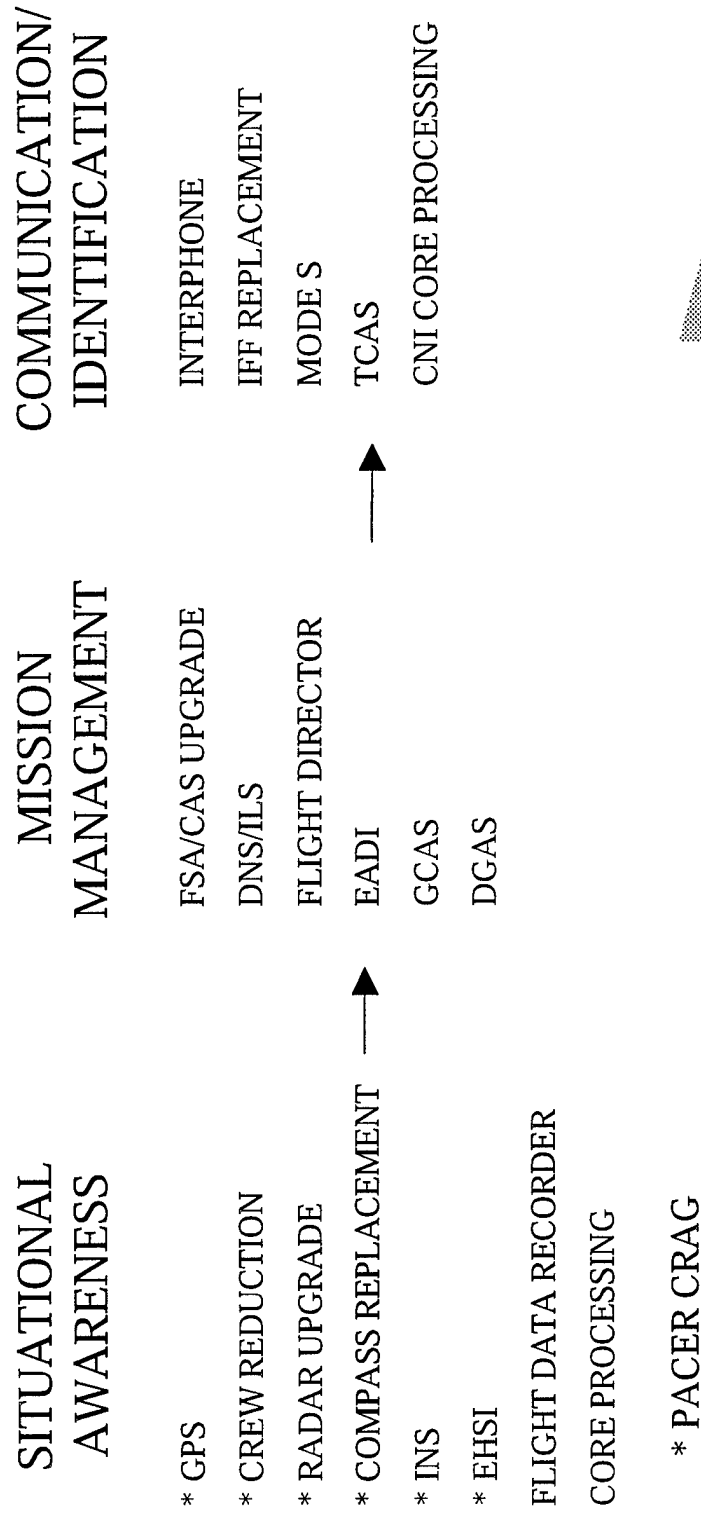 SITUATIONAL
AWARENESS
* GPS
* CREW REDUCTION
* RADAR UPGRADE
* COMPASS REPLACEMENT
* INS
* EHSI
FLIGHT DATA RECORDER
CORE PROCESSING
* PACER CRAG
MISSION
MANAGEMENT
FSA/CAS UPGRADE
DNS/ILS
FLIGHT DIRECTOR
EADI
GCAS
DGAS
COMMUNICATION/
IDENTIFICATION
INTERPHONE
IFF REPLACEMENT
MODE S
TCAS
CNI CORE PROCESSING